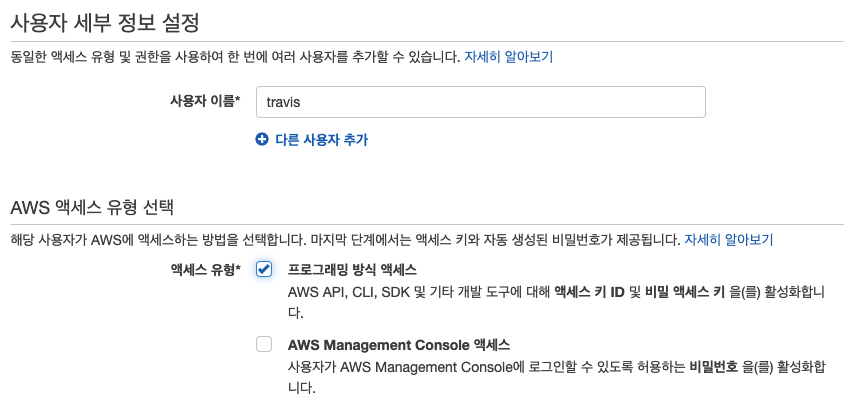 사용자 세부 정보 설정
동일한 액세스 유형 및 권한을 사용하여 한 번에 여러 사용자를 추가할 수 있습니다. 자세히 알아보기
사용자 이름* travis
다른 사용자 추가
AWS 액세스 유형 선택
해당 사용자가 AWS에 액세스하는 방법을 선택합니다. 마지막 단계에서는 액세스 키와 자동 생성된 비밀번호가 제공됩니다. 자세히 알아보기
액세스 유형* 프로그래밍 방식 액세스
AWS API, CLI, SDK 및 기타 개발 도구에 대해 액세스 키 ID 및 비밀 액세스 키 을(를) 활성화합니
다.
AWS Management Console 액세스
사용자가 AWS Management Console에 로그인할 수 있도록 허용하는 비밀번호 을(를) 활성화합
니다.